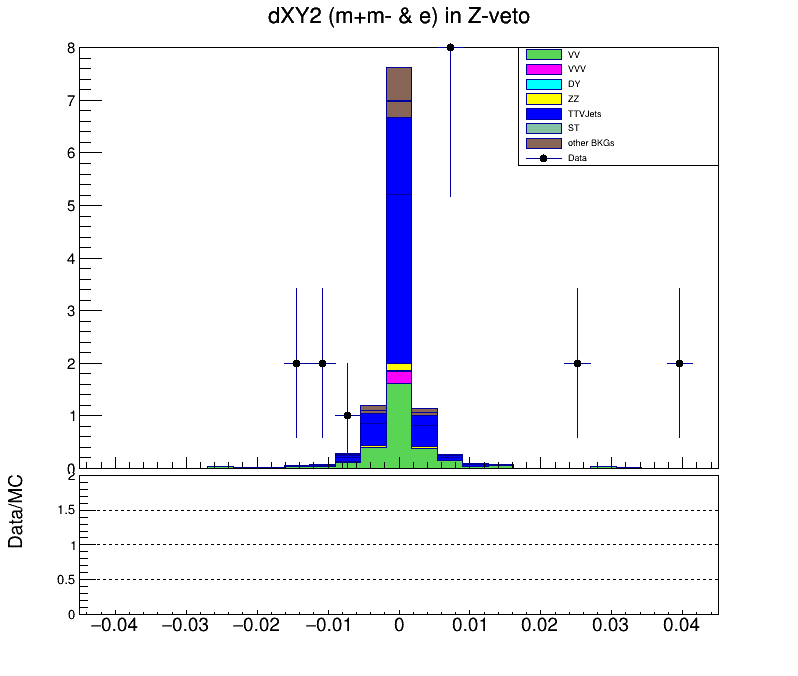 dXY2 (m+m- & e) in Z-veto
8
7
6
5
4
3
2
1
0
VV
VVV
DY
ZZ
TTVJets
ST
other BKGs
Data
Data/MC
2
1.5
1
0.5
0
−0.04 −0.03 −0.02 −0.01 0 0.01 0.02 0.03 0.04